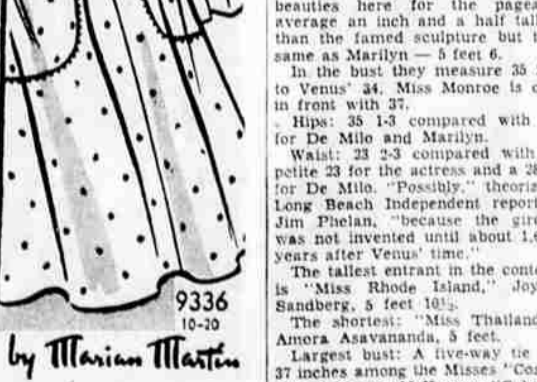 9336
10-20
by Marian Martin
beauties here for the pagea
average an inch and a half tall
than the famed sculpture but t
same as Marilyn — 5 feet 6.
In the bust they measure 35
to Venus' 34. Miss Monroe is o
in front with 37.
Hips: 35 1-3 compared with
for De Milo and Marilyn.
Waist: 23 2-3 compared with
petite 23 for the actress and a 28
for De Milo. "Possibly," theoriz
Long Beach Independent report
Jim Phelan, "because the gird
was not invented until about 1,
years after Venus' time."
The tallest entrant in the conte
is "Miss Rhode Island," Joy
Sandberg, 5 feet 10½.
The shortest: "Miss Thailand
Amora Asavananda, 5 feet.
Largest bust: A five-way tie
37 inches among the Misses "Cos